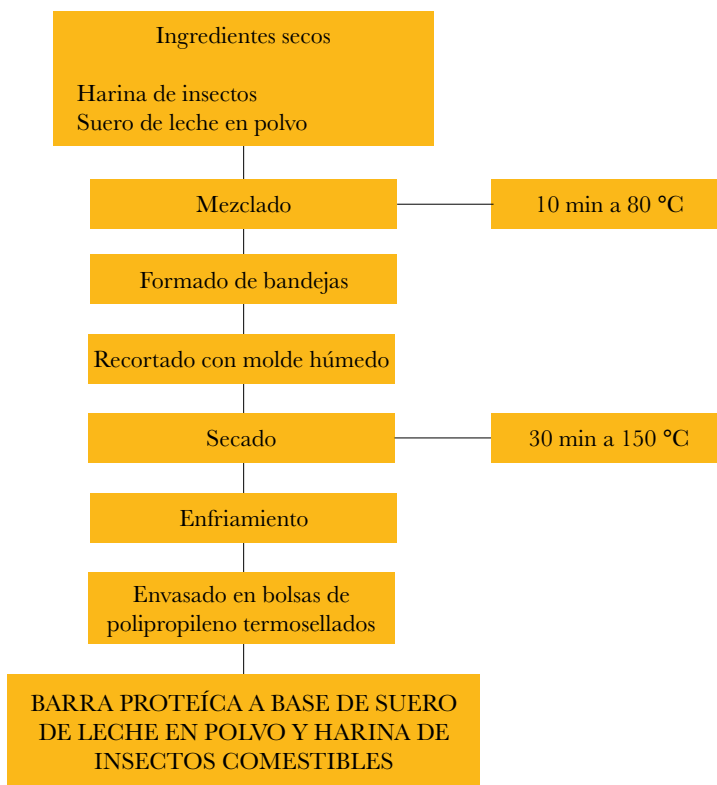 Ingredientes secos
Harina de insectos
Suero de leche en polvo
Mezclado
10 min a 80 °C
Formado de bandejas
Recortado con molde húmedo
Secado
30 min a 150 °C
Enfriamiento
Envasado en bolsas de
polipropileno termosellados
BARRA PROTEÍCA A BASE DE SUERO
DE LECHE EN POLVO Y HARINA DE
INSECTOS COMESTIBLES